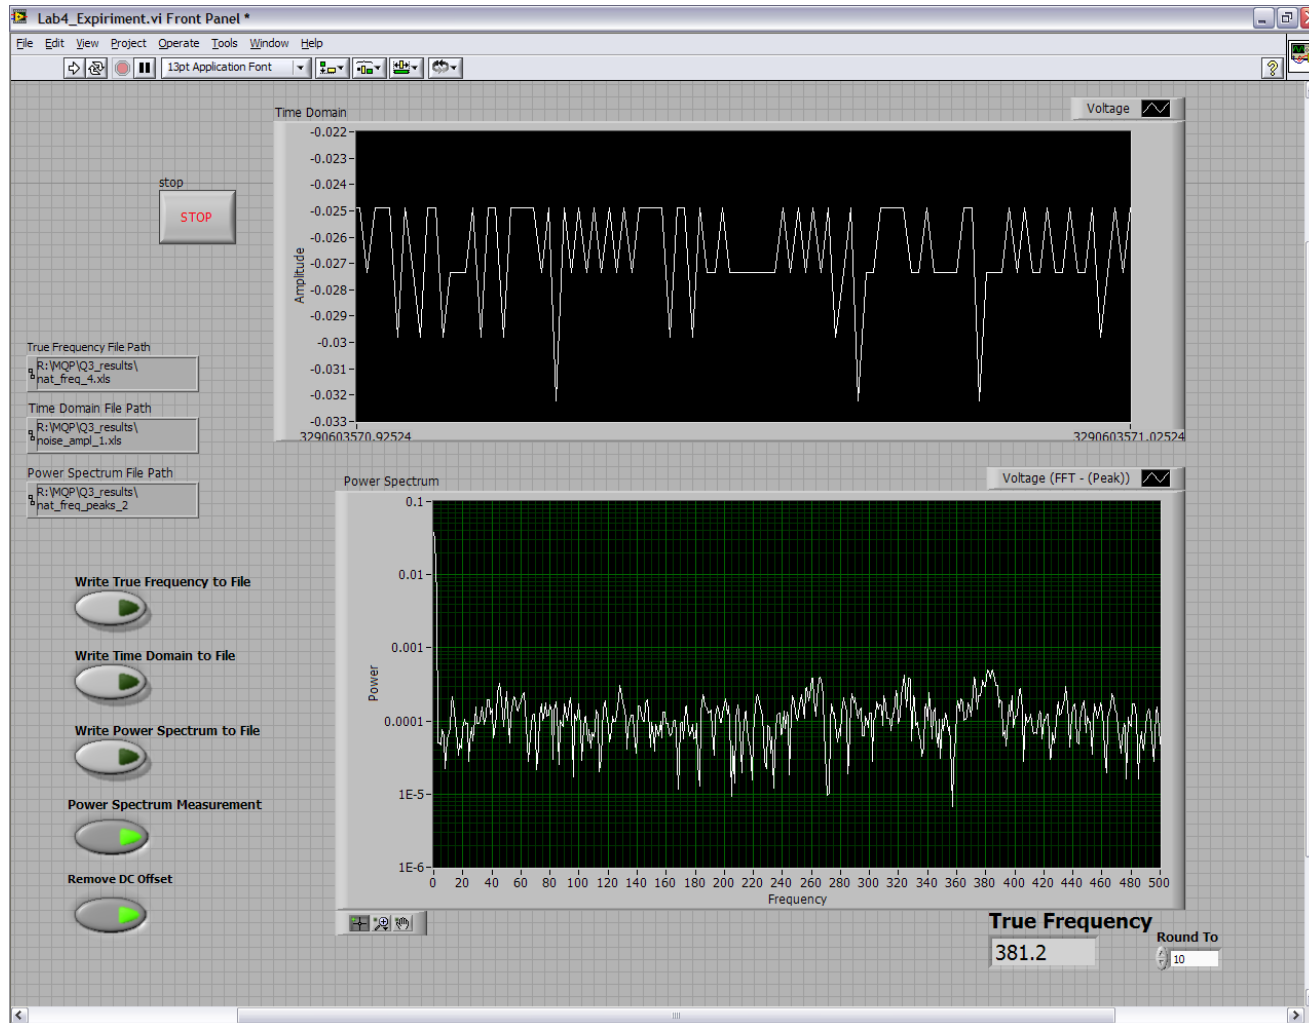 Lab4_Expiriment.vi Front Panel *
File Edit View Project Operate Tools Window Help
13pt Application Font
Time Domain
Voltage
-0.022
-0.023
-0.024
-0.025
-0.026
-0.027
-0.028
-0.029
-0.03
-0.031
-0.032
-0.033
Amplitude
3290603570.92524 3290603571.02524
stop
STOP
True Frequency File Path
R:\MQP\Q3_results\
nat_freq_4.xls
Time Domain File Path
R:\MQP\Q3_results\
noise_ampl_1.xls
Power Spectrum File Path
R:\MQP\Q3_results\
nat_freq_peaks_2
Power Spectrum
Voltage (FFT - (Peak))
0.1
0.01
0.001
0.0001
1E-5
1E-6
Power
0 20 40 60 80 100 120 140 160 180 200 220 240 260 280 300 320 340 360 380 400 420 440 460 480 500
Frequency
Write True Frequency to File
Write Time Domain to File
Write Power Spectrum to File
Power Spectrum Measurement
Remove DC Offset
True Frequency
381.2
Round To
10